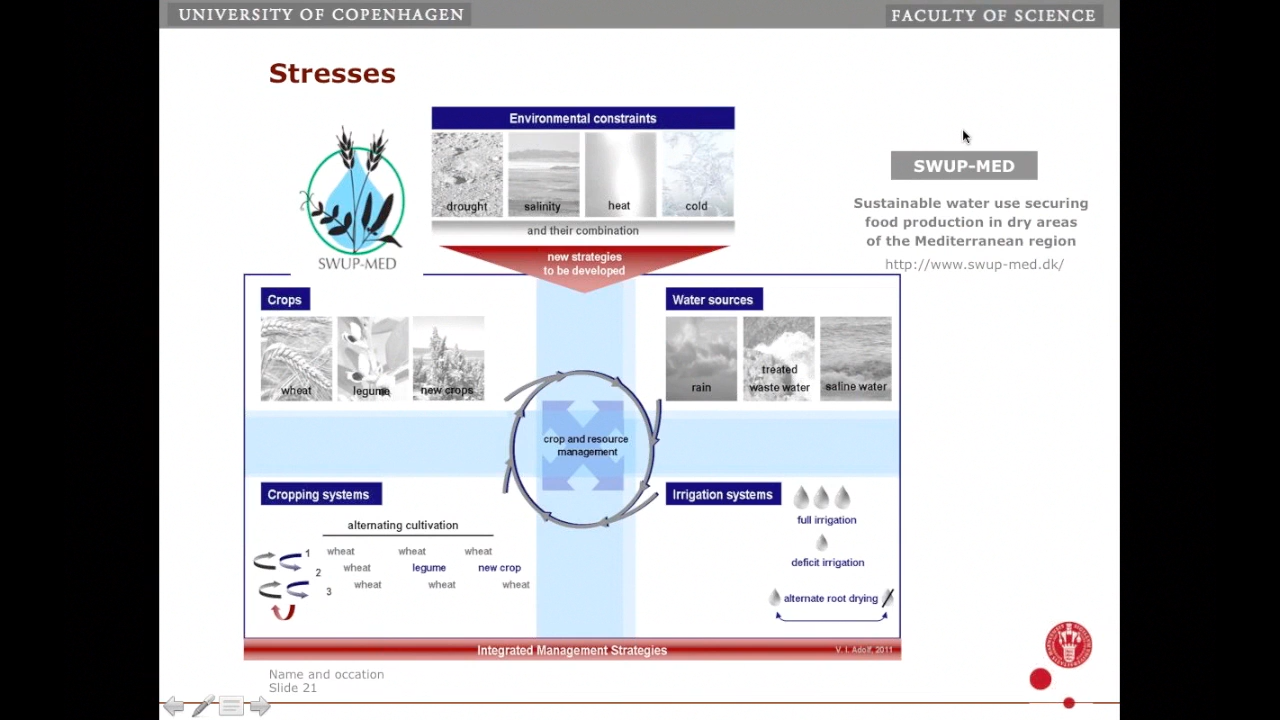 UNIVERSITY OF COPENHAGEN
FACULTY OF SCIENCE
Stresses
Environmental constraints
drought
salinity
heat
cold
and their combination
new strategies
to be developed
SWUP-MED
SWUP-MED
Sustainable water use securing
food production in dry areas
of the Mediterranean region
http://www.swup-med.dk/
Crops
wheat
legume
new crops
Water sources
rain
treated
waste water
saline water
crop and resource
management
Cropping systems
alternating cultivation
1 wheat wheat wheat
2 wheat legume new crop
3 wheat wheat wheat
Irrigation systems
full irrigation
deficit irrigation
alternate root drying
Integrated Management Strategies
V. I. Adolf, 2011
Name and occation
Slide 21